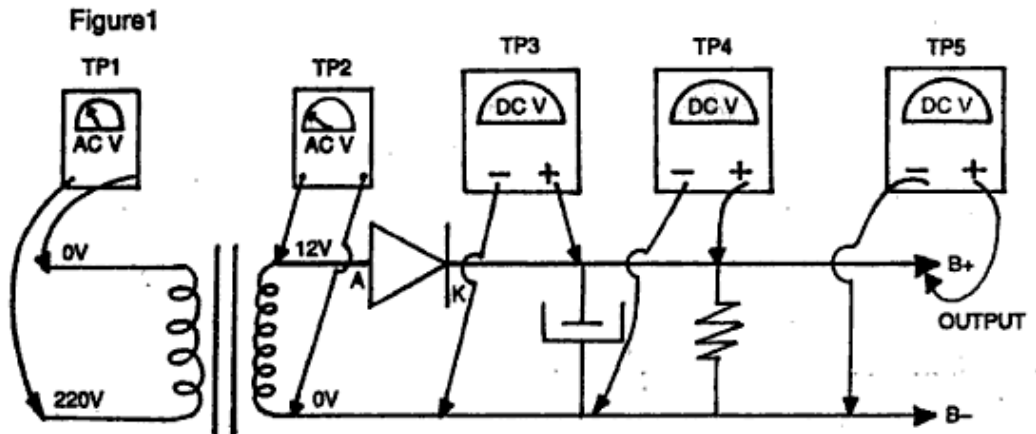 Figure1
TP1
TP2
TP3
TP4
TP5
AC V
AC V
DC V
DC V
DC V
− +
− +
− +
0V
12V
A
K
B+
OUTPUT
220V
0V
B−